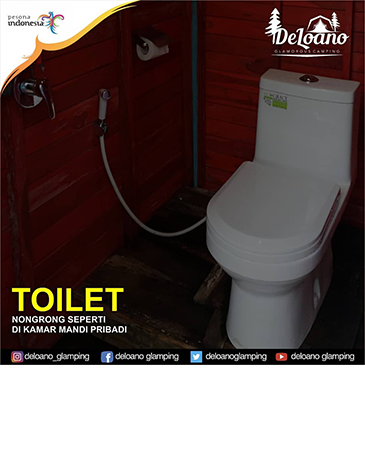 pesona
indonesia
DeLoano
GLAMOROUS CAMPING
TOILET
NONGRONG SEPERTI
DI KAMAR MANDI PRIBADI
deloano_glamping
deloano glamping
deloanoglamping
deloano glamping